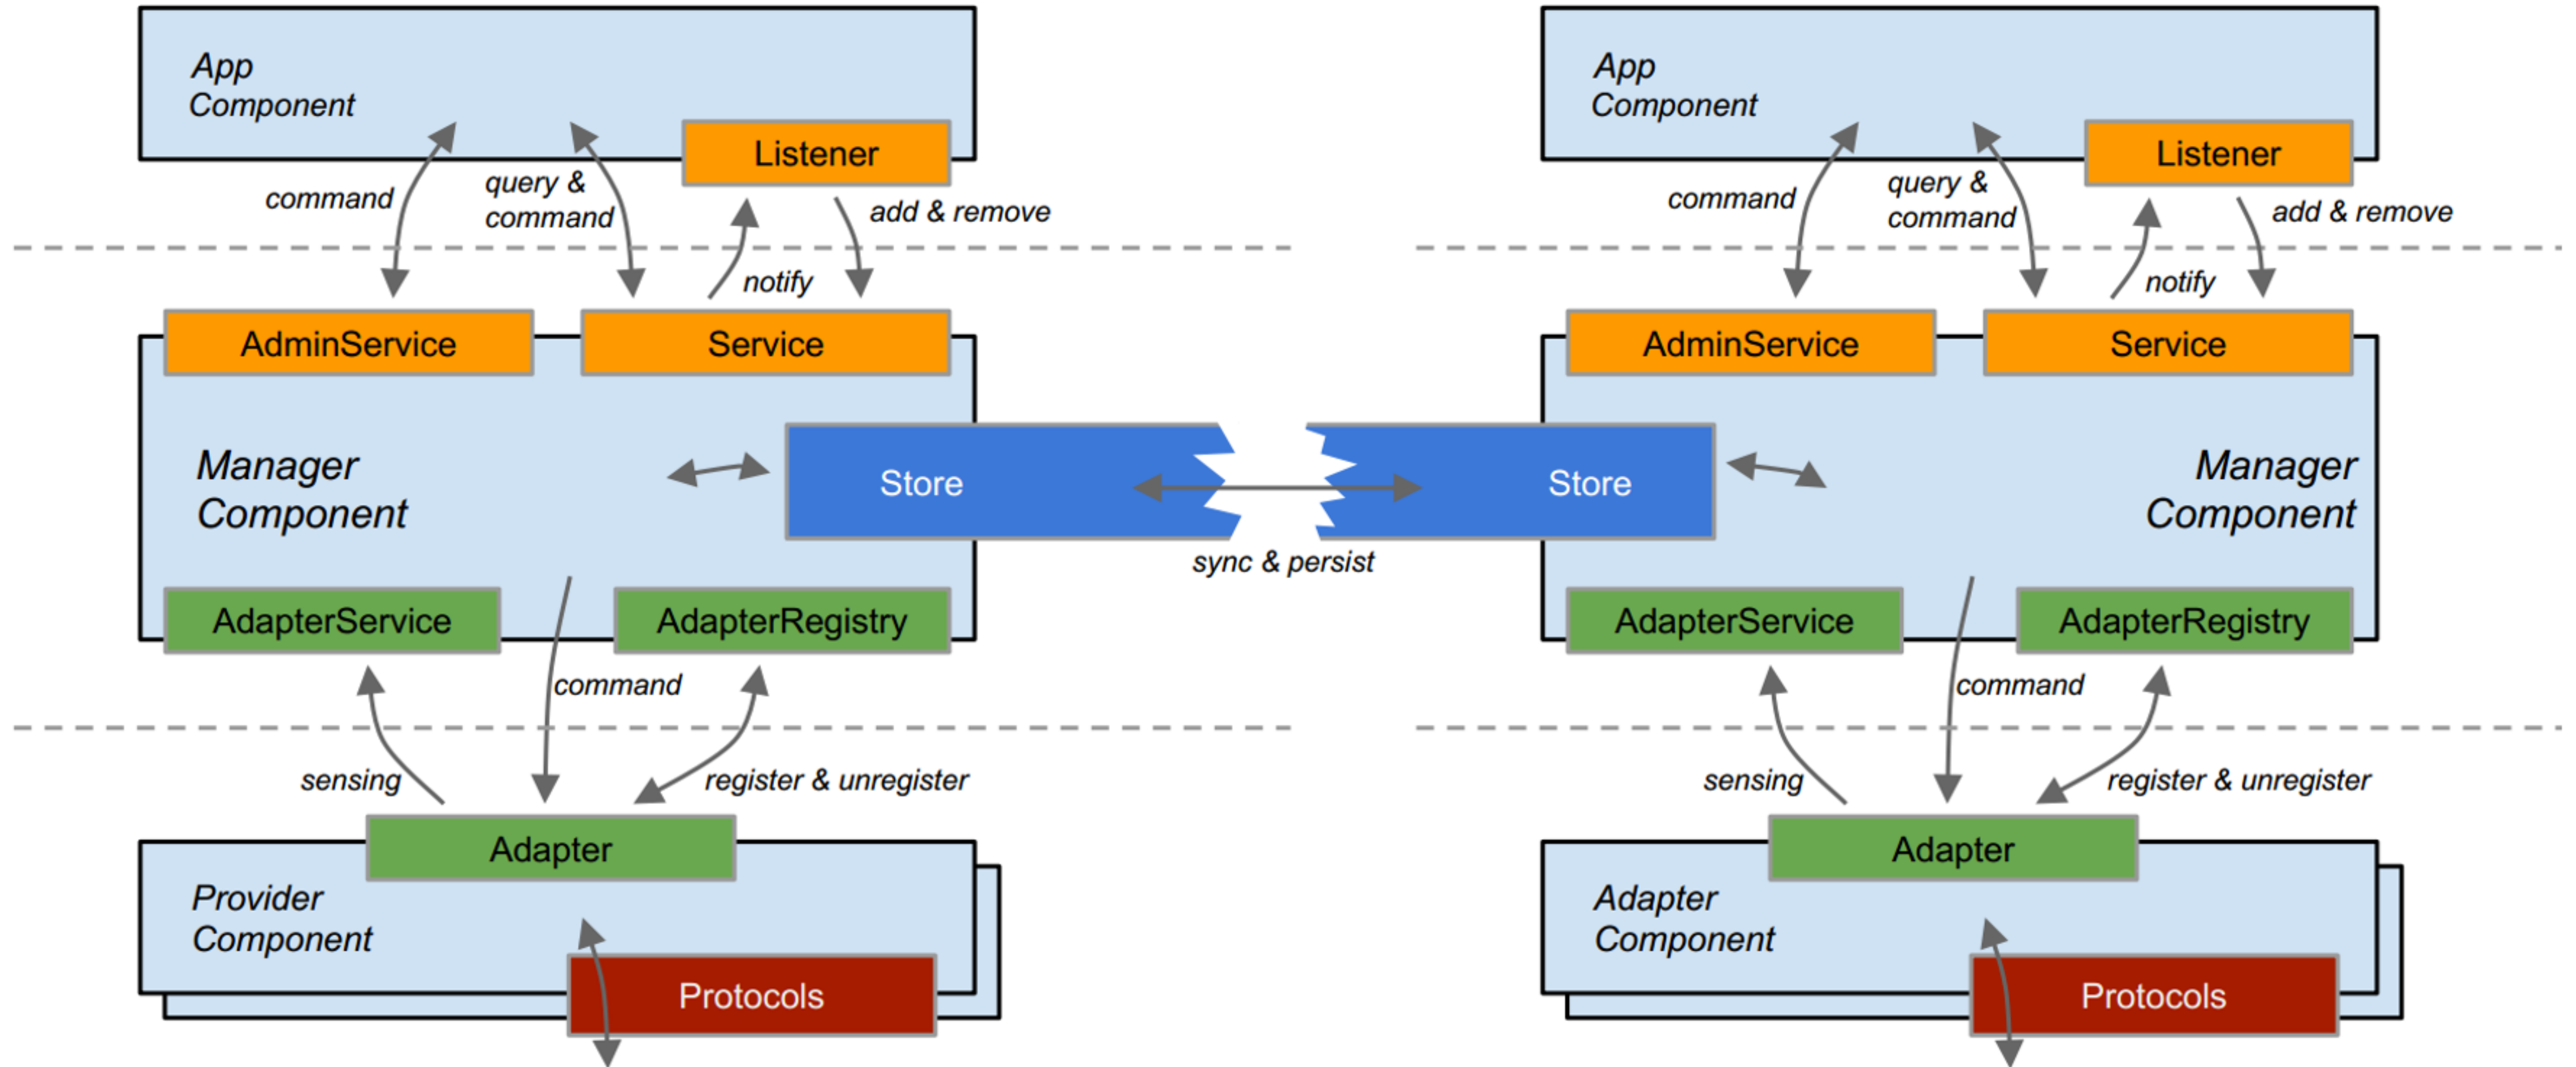 App
Component
Listener
command
query &
command
add & remove
notify
AdminService
Service
Manager
Component
Store
AdapterService
AdapterRegistry
command
sensing
register & unregister
Adapter
Provider
Component
Protocols
sync & persist
App
Component
Listener
command
query &
command
add & remove
notify
AdminService
Service
Store
Manager
Component
AdapterService
AdapterRegistry
command
sensing
register & unregister
Adapter
Adapter
Component
Protocols